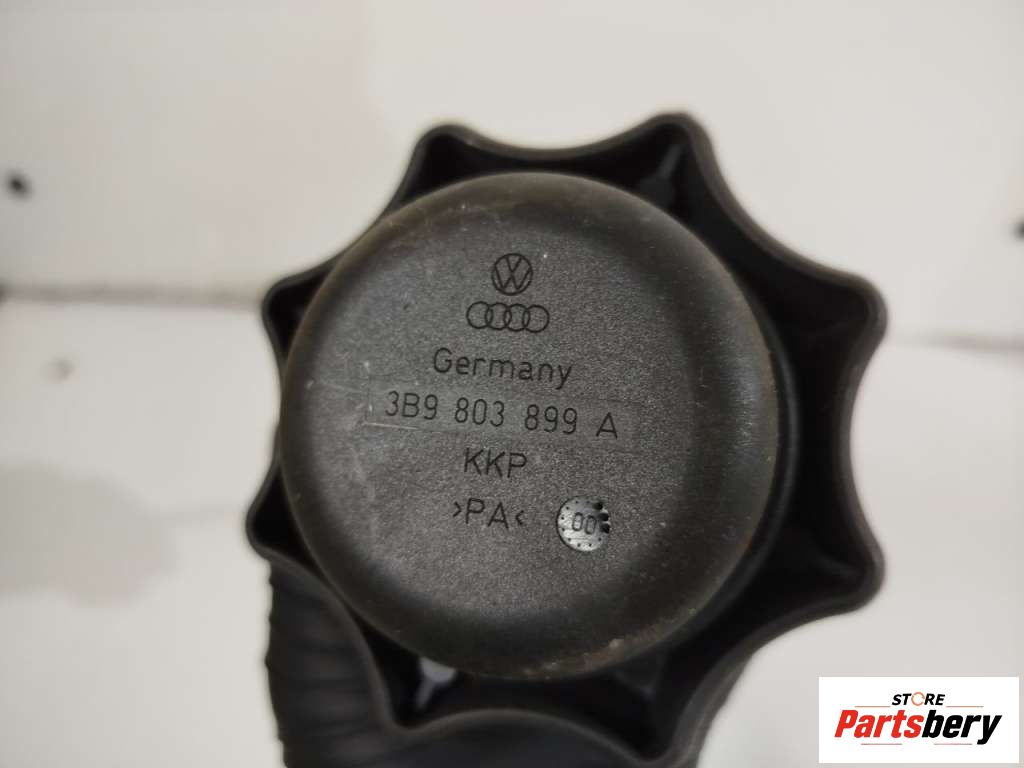 Germany
3B9 803 899 A
KKP
>PA<
00
STORE
Partsbery